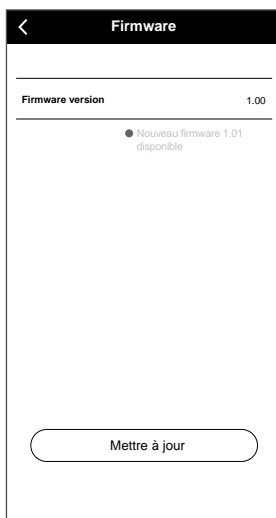 Firmware
Firmware version 1.00
Nouveau firmware 1.01
disponible
Mettre à jour